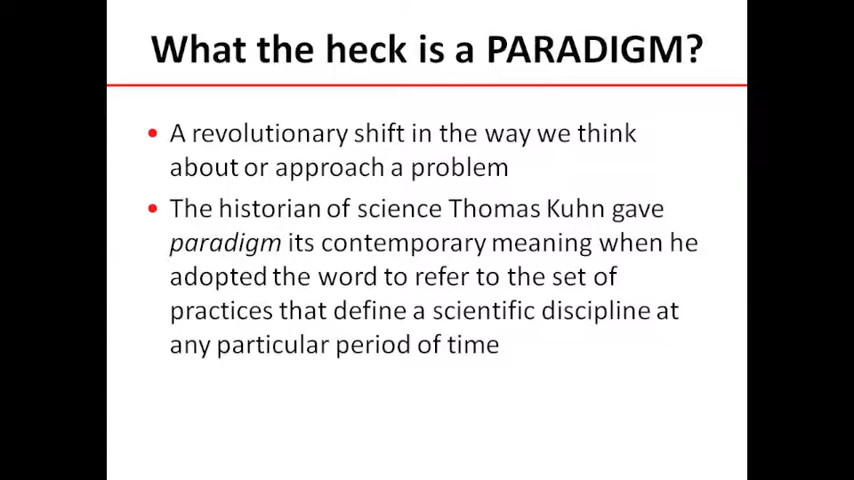 What the heck is a PARADIGM?
• A revolutionary shift in the way we think
about or approach a problem
• The historian of science Thomas Kuhn gave
paradigm its contemporary meaning when he
adopted the word to refer to the set of
practices that define a scientific discipline at
any particular period of time